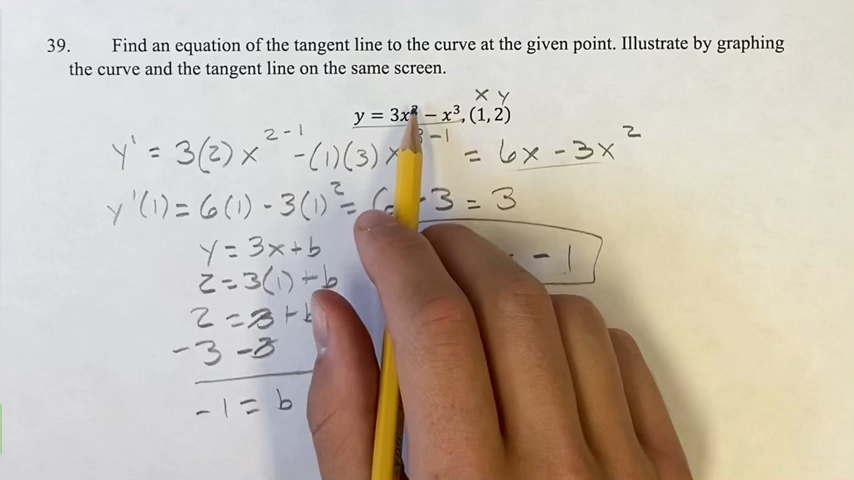 39. Find an equation of the tangent line to the curve at the given point. Illustrate by graphing
the curve and the tangent line on the same screen.
x y
y = 3x² – x³, (1, 2)
y' = 3(2)x^2-1 -(1)(3)x^3-1 = 6x - 3x²
y'(1) = 6(1) - 3(1)² = 6 - 3 = 3
y = 3x + b
- 1
2 = 3(1) + b
2 = 3 + b
-3 -3
-1 = b